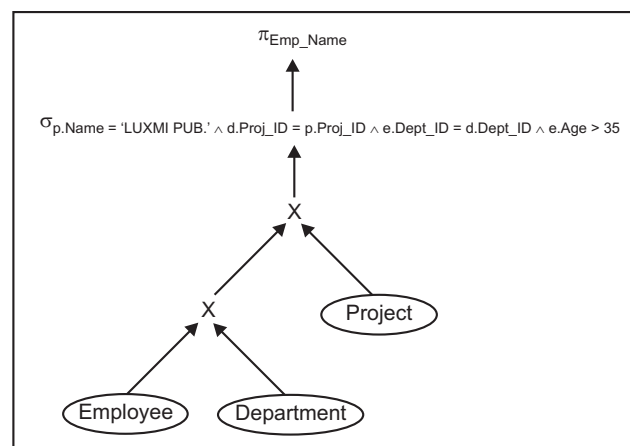 πEmp_Name
σp.Name = ‘LUXMI PUB.’ ∧ d.Proj_ID = p.Proj_ID ∧ e.Dept_ID = d.Dept_ID ∧ e.Age > 35
X
X
Project
Employee
Department